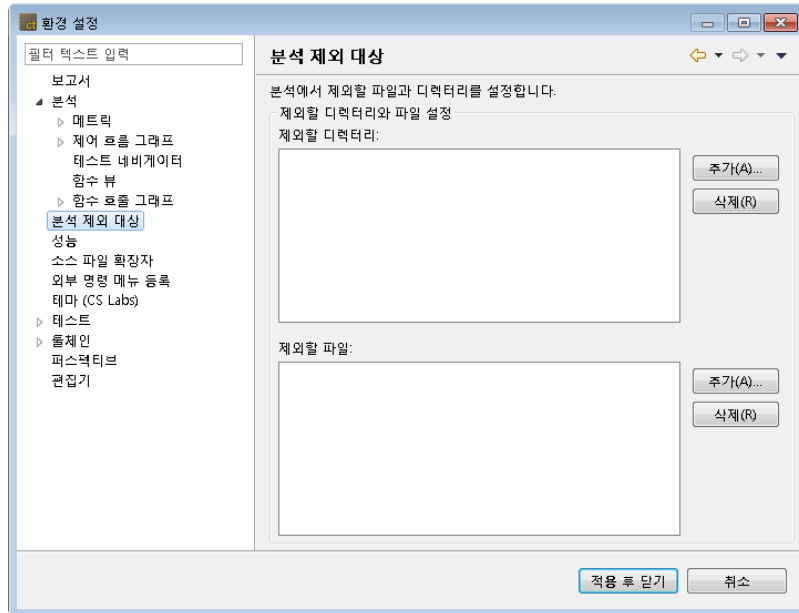 ct 환경 설정
필터 텍스트 입력
보고서
분석
메트릭
제어 흐름 그래프
테스트 네비게이터
함수 뷰
함수 호출 그래프
분석 제외 대상
성능
소스 파일 확장자
외부 명령 메뉴 등록
테마 (CS Labs)
테스트
툴체인
퍼스펙티브
편집기
분석 제외 대상
분석에서 제외할 파일과 디렉터리를 설정합니다.
제외할 디렉터리와 파일 설정
제외할 디렉터리:
추가(A)...
삭제(R)
제외할 파일:
추가(A)...
삭제(R)
적용 후 닫기
취소